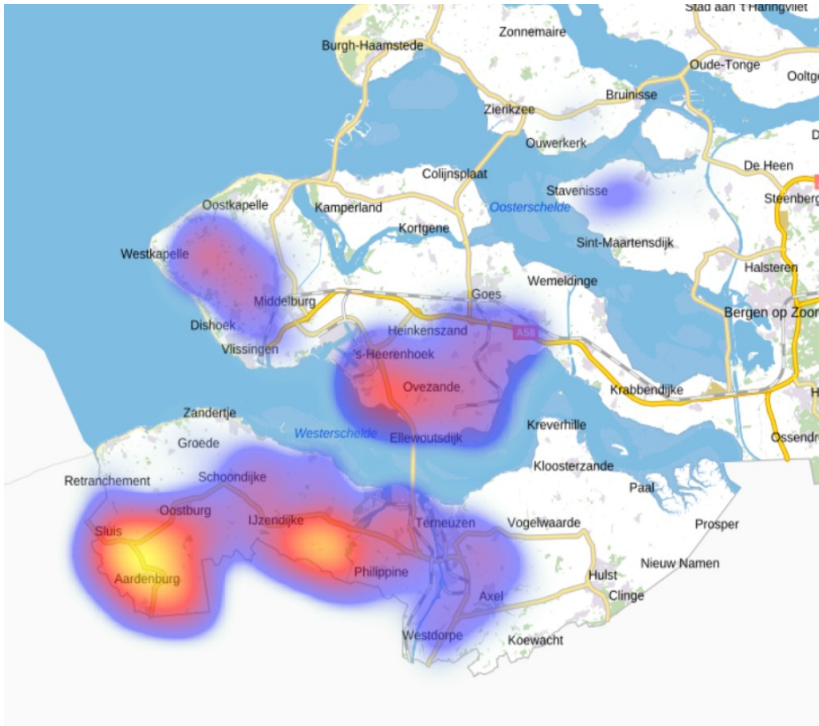 Stad aan 't Haringvliet
Zonnemaire
Burgh-Haamstede
Oude-Tonge
Bruinisse
Zierikzee
Ouwerkerk
De Heen
Colijnsplaat
Stavenisse
Oostkapelle
Kamperland
Oosterschelde
Kortgene
Sint-Maartensdijk
Westkapelle
Halsteren
Wemeldinge
Goes
Middelburg
Bergen op Zoom
Dishoek
Heinkenszand
A58
Vlissingen
's-Heerenhoek
Ovezande
Krabbendijke
Zandertje
Kreverhille
Westerschelde
Ellewoutsdijk
Groede
Kloosterzande
Schoondijke
Retranchement
Paal
Oostburg
IJzendijke
Terneuzen
Vogelwaarde
Prosper
Sluis
Nieuw Namen
Philippine
Hulst
Aardenburg
Axel
Clinge
Westdorpe
Koewacht